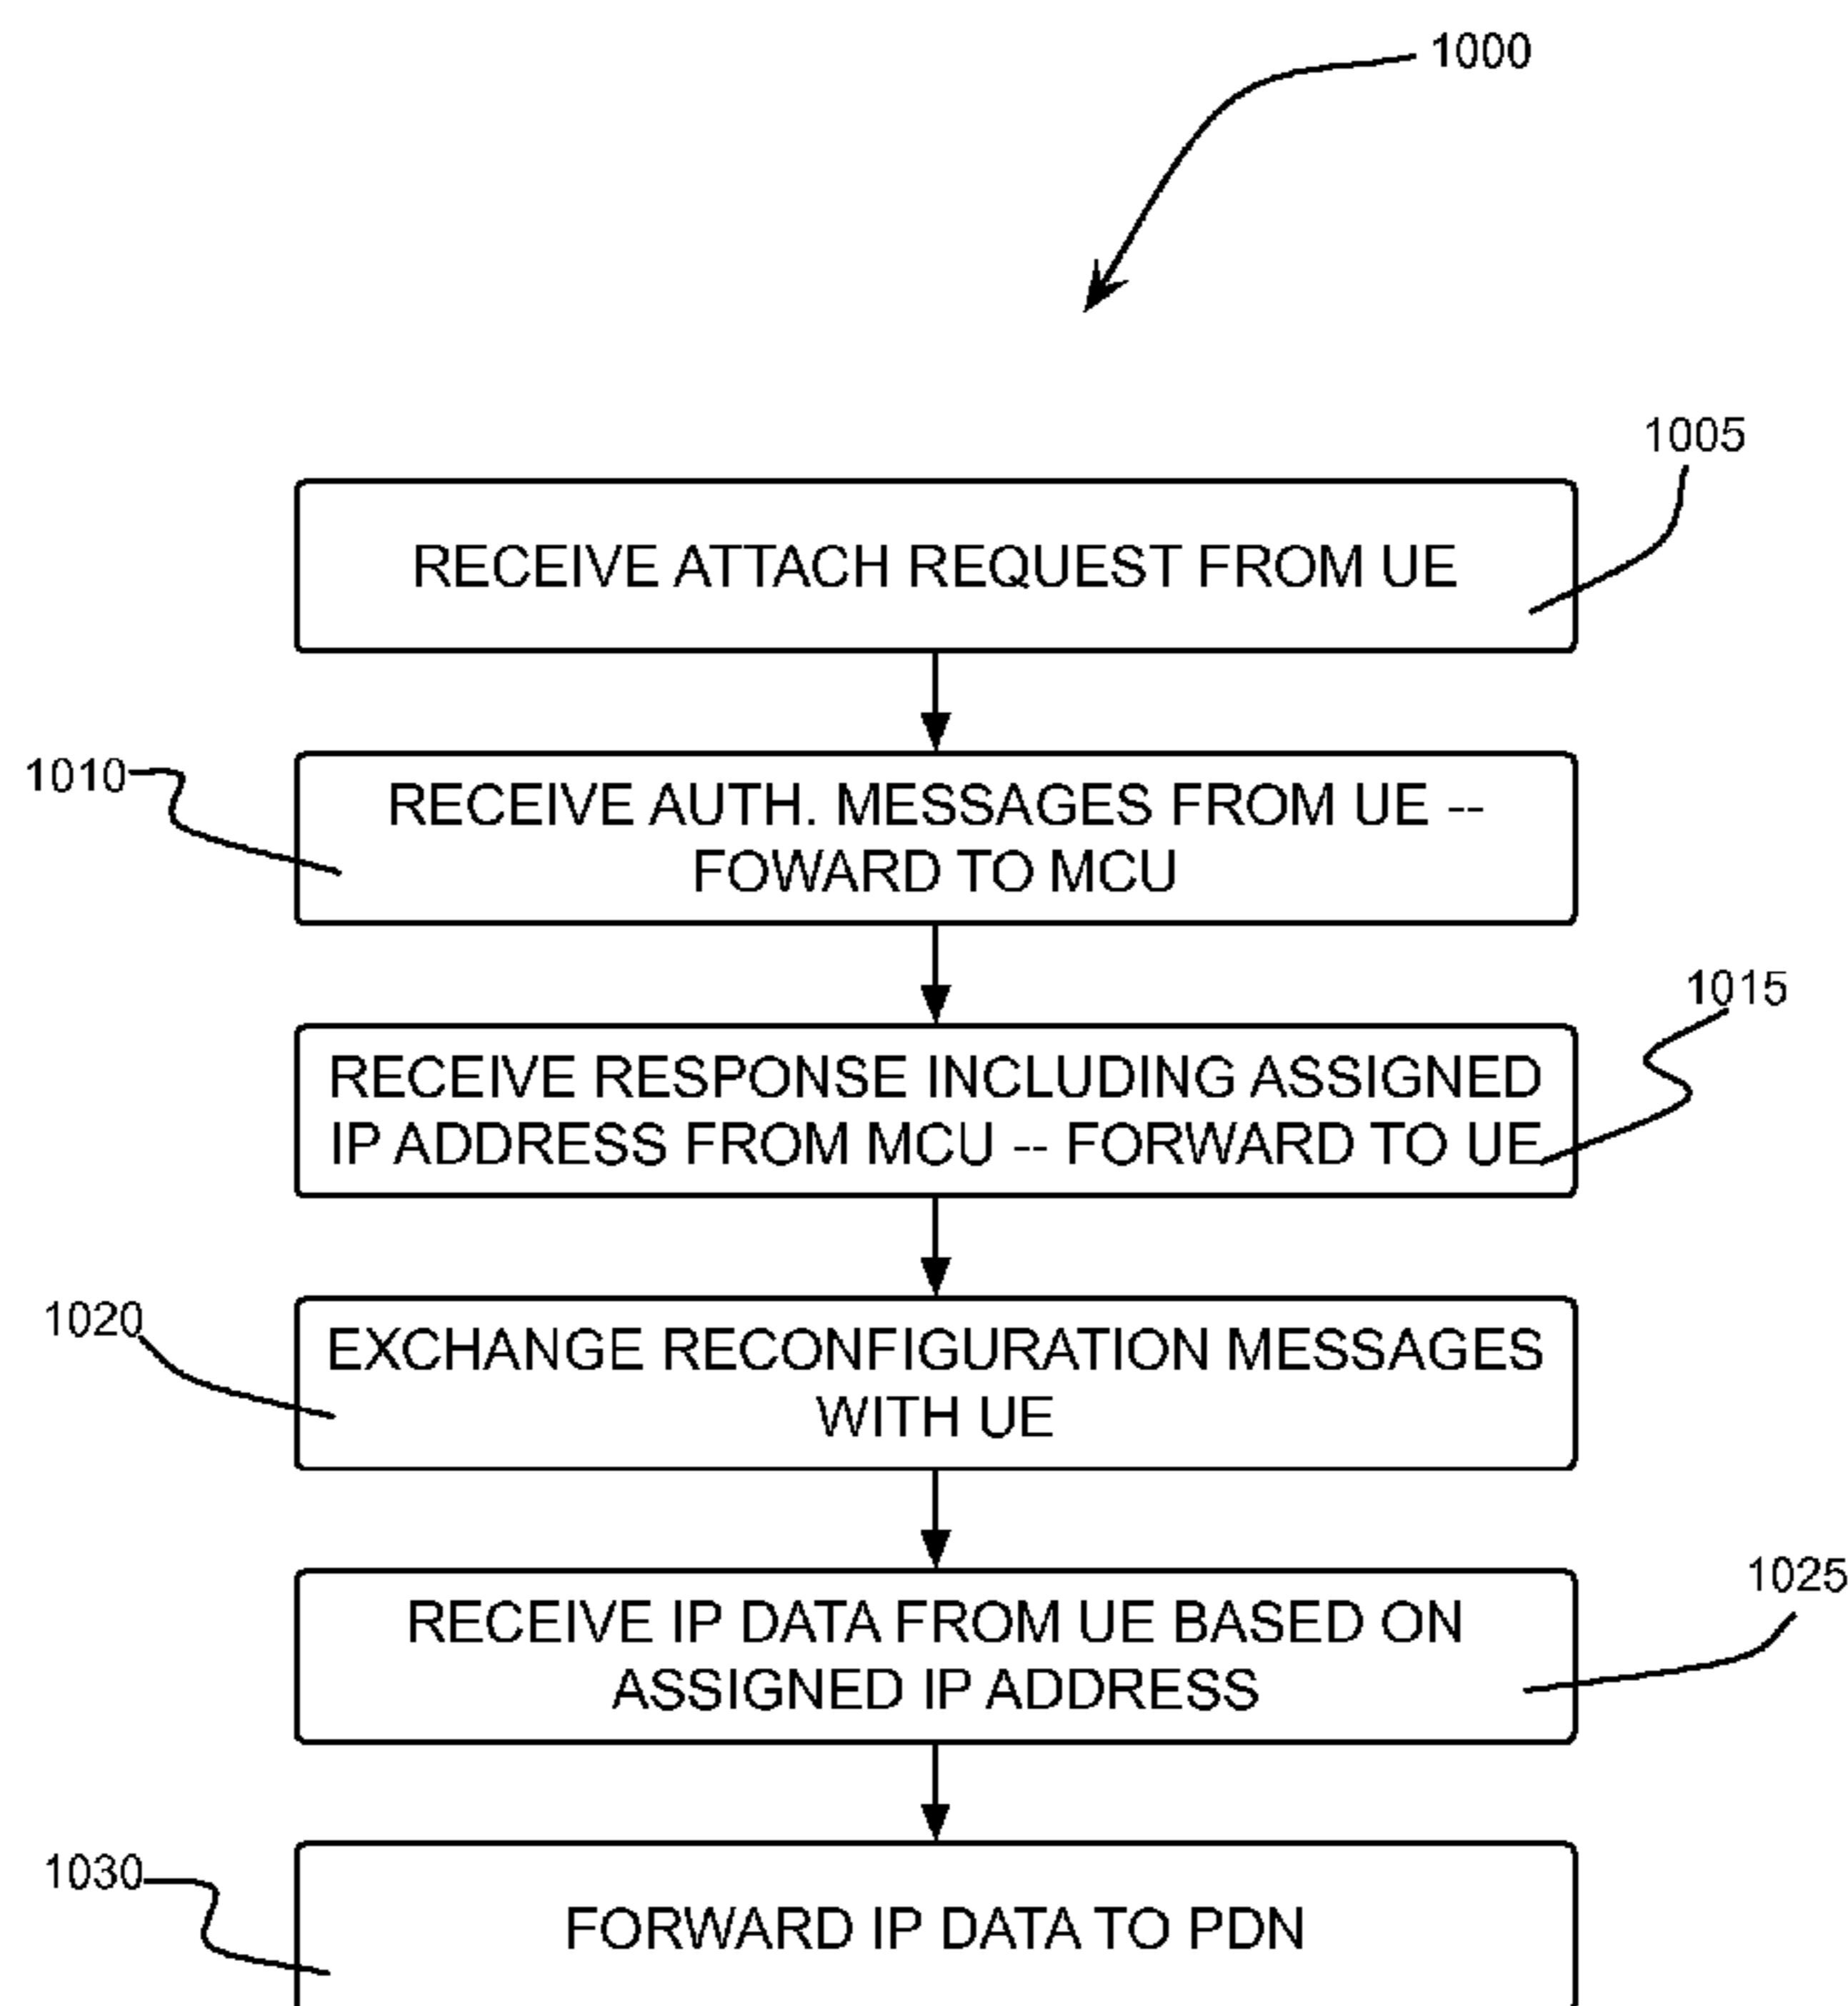 1000
1005
RECEIVE ATTACH REQUEST FROM UE
1010
RECEIVE AUTH. MESSAGES FROM UE --
FOWARD TO MCU
1015
RECEIVE RESPONSE INCLUDING ASSIGNED
IP ADDRESS FROM MCU -- FORWARD TO UE
1020
EXCHANGE RECONFIGURATION MESSAGES
WITH UE
1025
RECEIVE IP DATA FROM UE BASED ON
ASSIGNED IP ADDRESS
1030
FORWARD IP DATA TO PDN